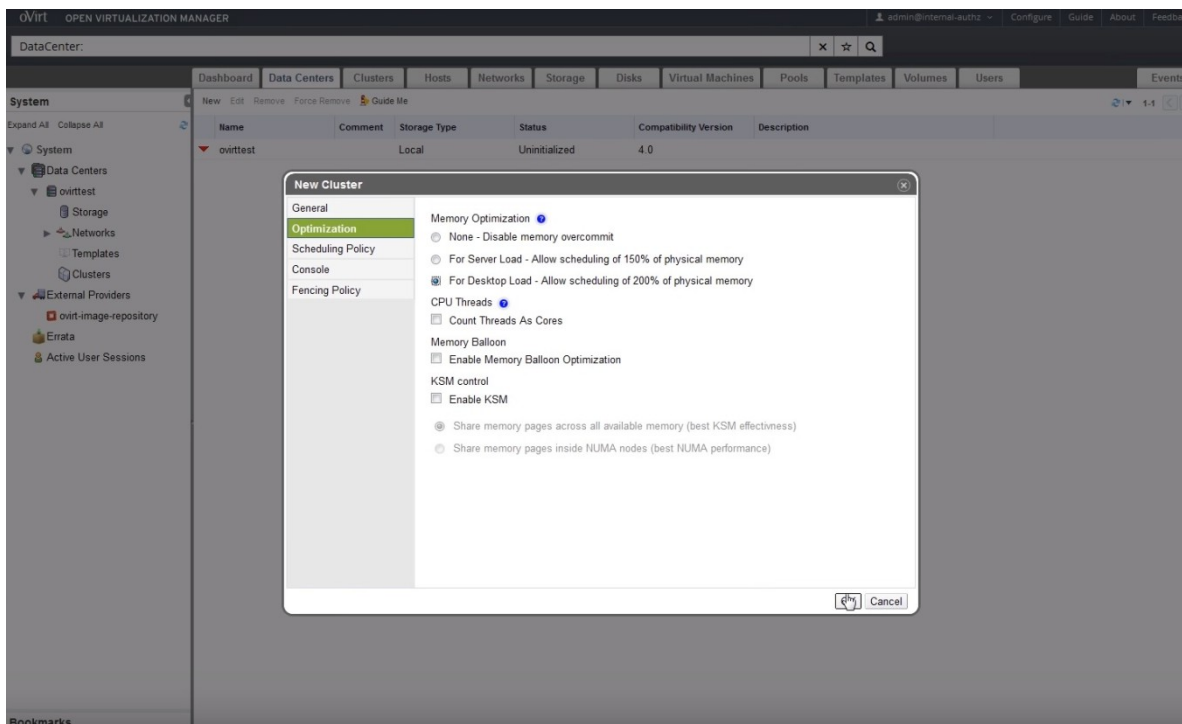 oVirt OPEN VIRTUALIZATION MANAGER admin@internal-authz Configure Guide About Feedba
DataCenter:
Dashboard Data Centers Clusters Hosts Networks Storage Disks Virtual Machines Pools Templates Volumes Users Events
System New Edit Remove Force Remove Guide Me 1-1
Expand All Collapse All Name Comment Storage Type Status Compatibility Version Description
System ovirttest Local Uninitialized 4.0
Data Centers
ovirttest
Storage
Networks
Templates
Clusters
External Providers
ovirt-image-repository
Errata
Active User Sessions
Bookmarks
New Cluster
General
Optimization
Scheduling Policy
Console
Fencing Policy
Memory Optimization
None - Disable memory overcommit
For Server Load - Allow scheduling of 150% of physical memory
For Desktop Load - Allow scheduling of 200% of physical memory
CPU Threads
Count Threads As Cores
Memory Balloon
Enable Memory Balloon Optimization
KSM control
Enable KSM
Share memory pages across all available memory (best KSM effectivness)
Share memory pages inside NUMA nodes (best NUMA performance)
Cancel